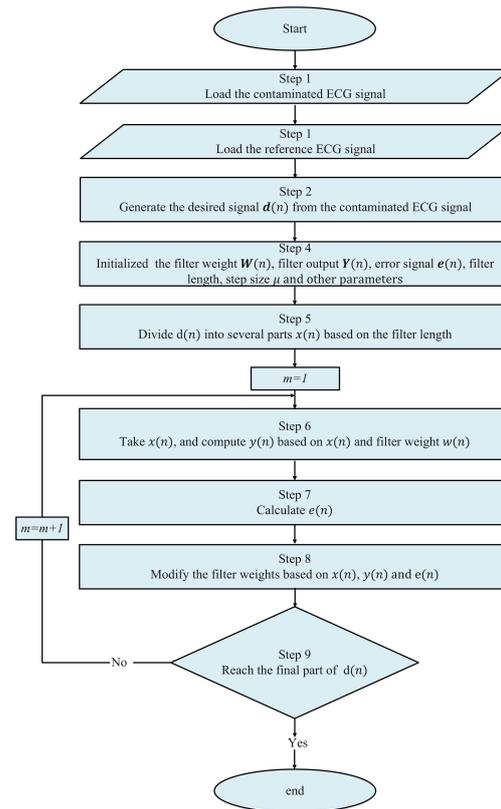 Start
Step 1
Load the contaminated ECG signal
Step 1
Load the reference ECG signal
Step 2
Generate the desired signal d(n) from the contaminated ECG signal
Step 4
Initialized the filter weight W(n), filter output Y(n), error signal e(n), filter
length, step size μ and other parameters
Step 5
Divide d(n) into several parts x(n) based on the filter length
m=1
Step 6
Take x(n), and compute y(n) based on x(n) and filter weight w(n)
Step 7
Calculate e(n)
m=m+1
Step 8
Modify the filter weights based on x(n), y(n) and e(n)
Step 9
Reach the final part of d(n)
No
Yes
end